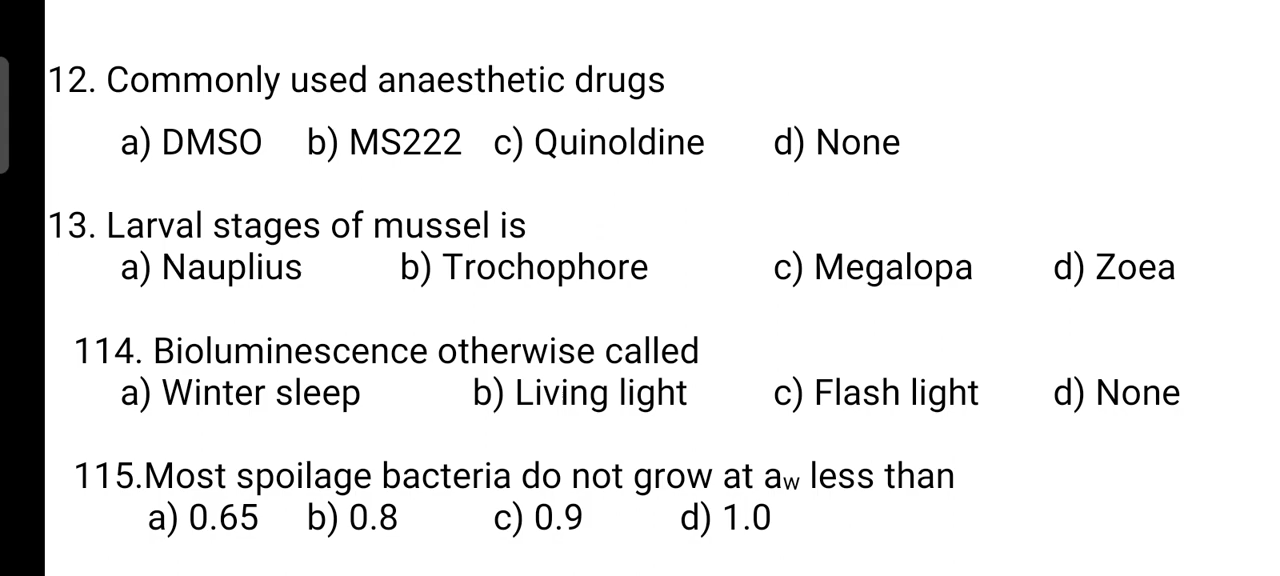 12. Commonly used anaesthetic drugs
a) DMSO b) MS222 c) Quinoldine d) None
13. Larval stages of mussel is
a) Nauplius b) Trochophore c) Megalopa d) Zoea
114. Bioluminescence otherwise called
a) Winter sleep b) Living light c) Flash light d) None
115.Most spoilage bacteria do not grow at aw less than
a) 0.65 b) 0.8 c) 0.9 d) 1.0